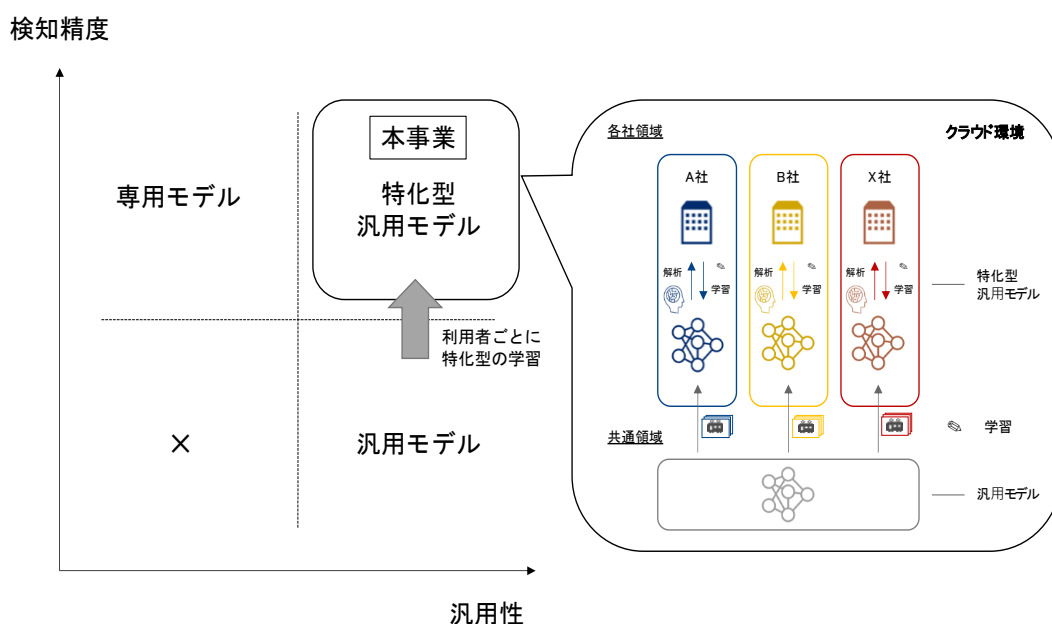 検知精度
専用モデル
本事業
特化型
汎用モデル
利用者ごとに
特化型の学習
×
汎用モデル
汎用性
各社領域
クラウド環境
A社
B社
X社
解析
学習
解析
学習
解析
学習
特化型
汎用モデル
共通領域
学習
汎用モデル